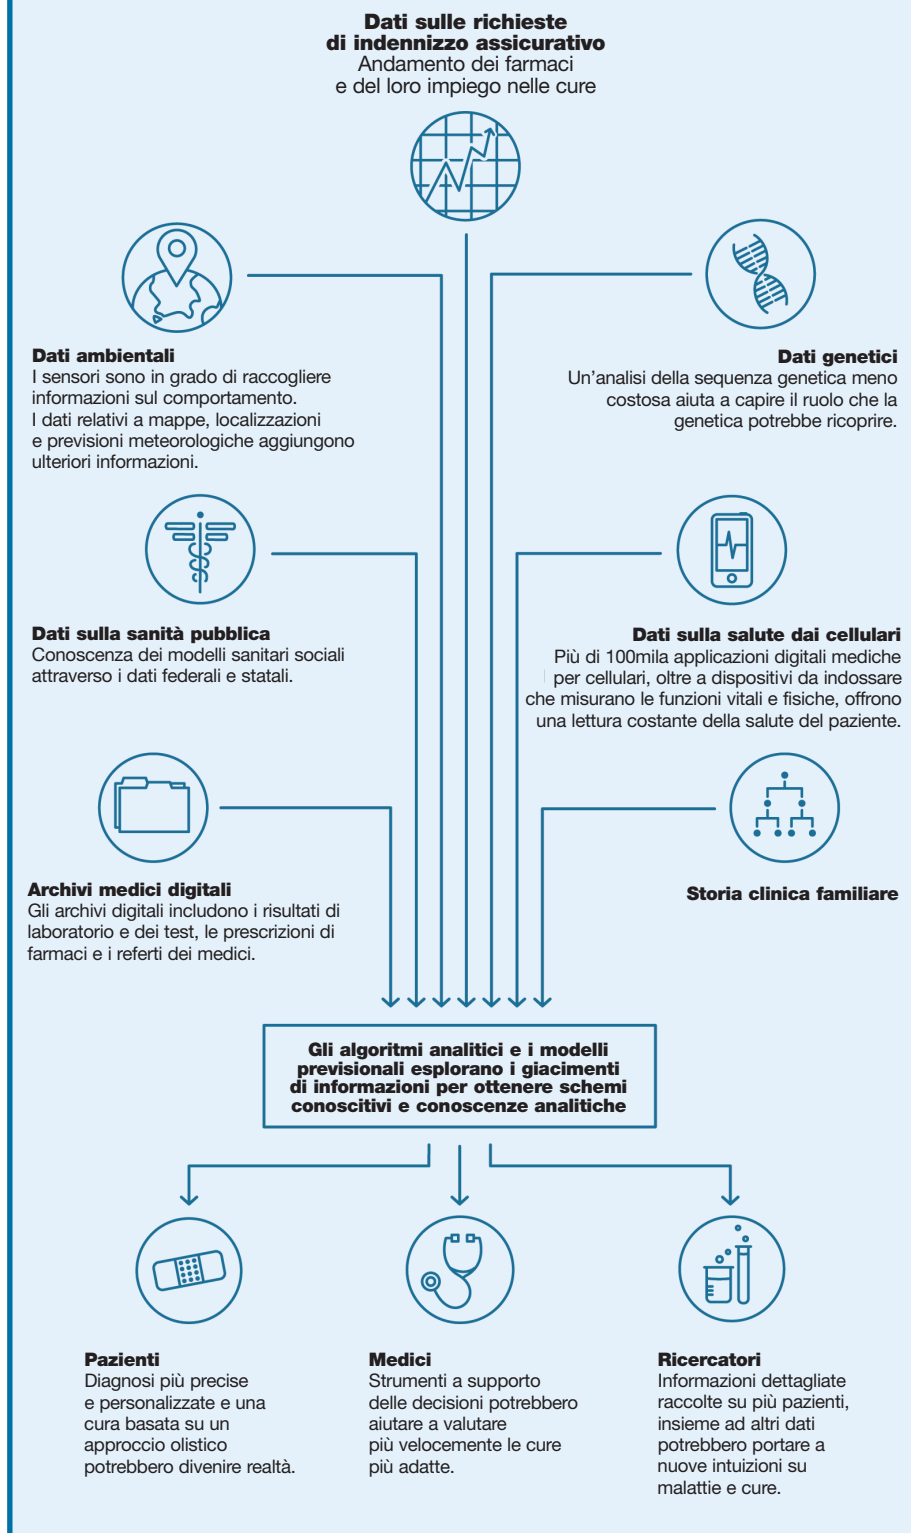 Dati sulle richieste
di indennizzo assicurativo
Andamento dei farmaci
e del loro impiego nelle cure
Dati ambientali
I sensori sono in grado di raccogliere
informazioni sul comportamento.
I dati relativi a mappe, localizzazioni
e previsioni meteorologiche aggiungono
ulteriori informazioni.
Dati genetici
Un'analisi della sequenza genetica meno
costosa aiuta a capire il ruolo che la
genetica potrebbe ricoprire.
Dati sulla sanità pubblica
Conoscenza dei modelli sanitari sociali
attraverso i dati federali e statali.
Dati sulla salute dai cellulari
Più di 100mila applicazioni digitali mediche
per cellulari, oltre a dispositivi da indossare
che misurano le funzioni vitali e fisiche, offrono
una lettura costante della salute del paziente.
Archivi medici digitali
Gli archivi digitali includono i risultati di
laboratorio e dei test, le prescrizioni di
farmaci e i referti dei medici.
Storia clinica familiare
Gli algoritmi analitici e i modelli
previsionali esplorano i giacimenti
di informazioni per ottenere schemi
conoscitivi e conoscenze analitiche
Pazienti
Diagnosi più precise
e personalizzate e una
cura basata su un
approccio olistico
potrebbero divenire realtà.
Medici
Strumenti a supporto
delle decisioni potrebbero
aiutare a valutare
più velocemente le cure
più adatte.
Ricercatori
Informazioni dettagliate
raccolte su più pazienti,
insieme ad altri dati
potrebbero portare a
nuove intuizioni su
malattie e cure.